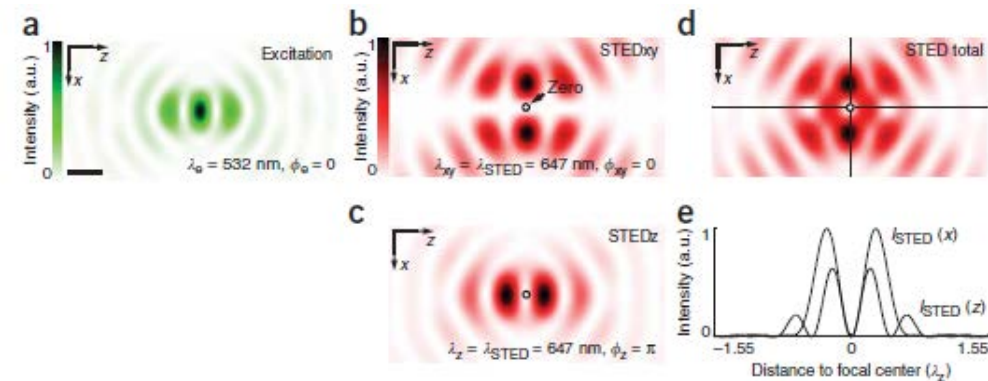 a
1
Intensity (a.u.)
0
z
x
Excitation
λe = 532 nm, ϕe = 0
b
1
Intensity (a.u.)
0
z
x
STEDxy
Zero
λxy = λSTED = 647 nm, ϕxy = 0
d
z
x
STED total
c
z
x
STEDz
λz = λSTED = 647 nm, ϕz = π
e
1
Intensity (a.u.)
0
ISTED (x)
ISTED (z)
−1.55 0 1.55
Distance to focal center (λz)